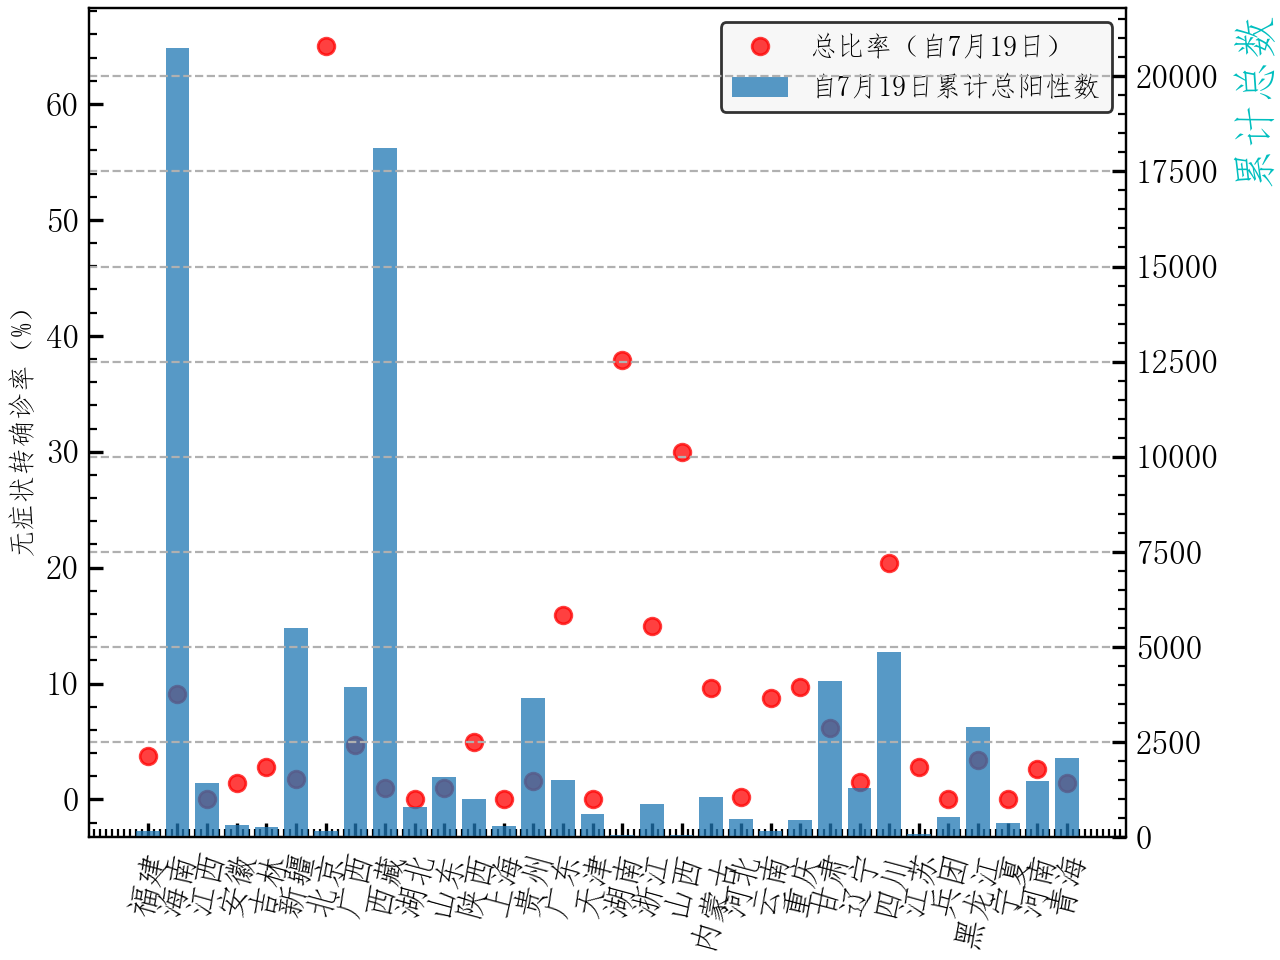 总比率（自7月19日）
自7月19日累计总阳性数
无症状转确诊率（%）
60
50
40
30
20
10
0
累计总数
20000
17500
15000
12500
10000
7500
5000
2500
0
福建
海南
江西
安徽
吉林
新疆
北京
广西
西藏
湖北
山东
陕西
上海
贵州
广东
天津
湖南
浙江
山西
内蒙古
河北
云南
重庆
甘肃
辽宁
四川
江苏
兵团
黑龙江
宁夏
河南
青海